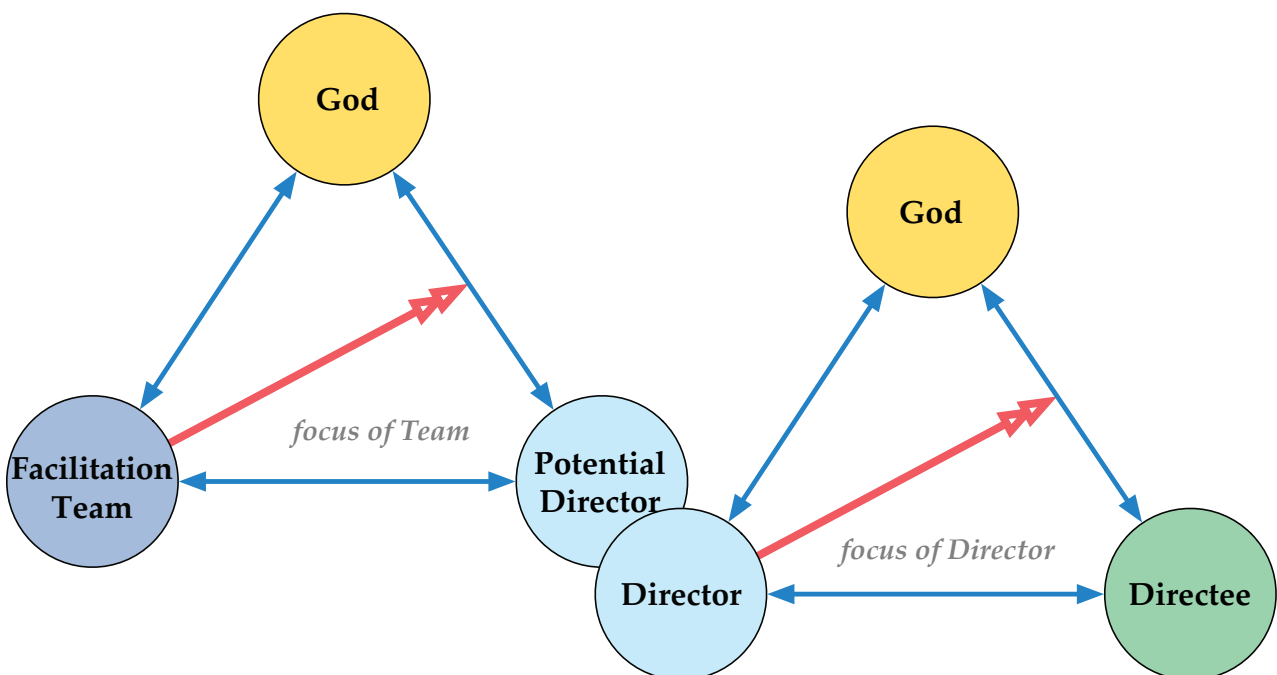 God
God
focus of Team
Facilitation
Team
Potential
Director
focus of Director
Director
Directee